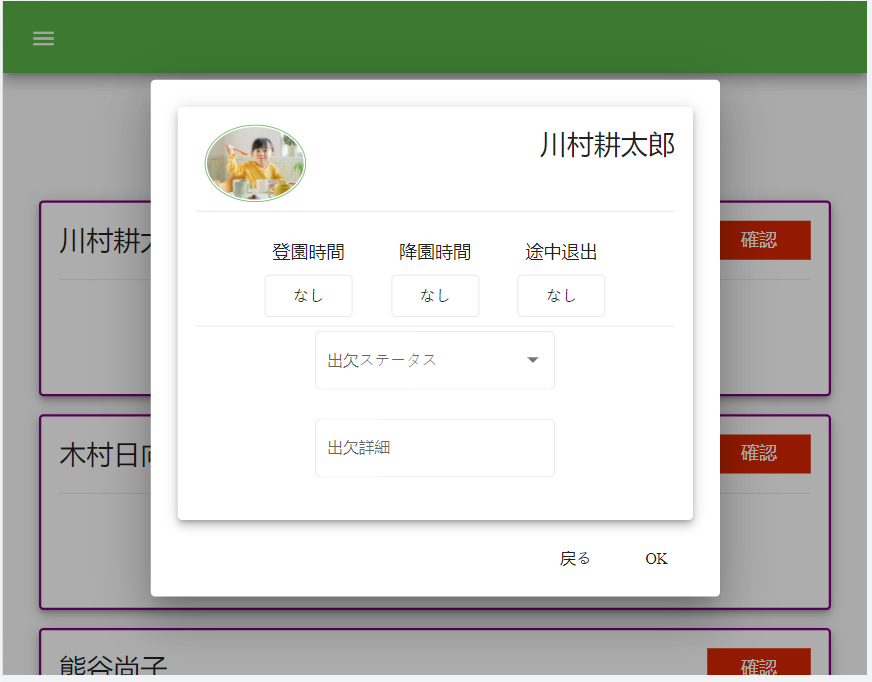 川村耕太郎
登園時間 降園時間 途中退出
なし なし なし
出欠ステータス
出欠詳細
戻る OK
川村耕 確認
木村日向 確認
熊谷尚子 確認